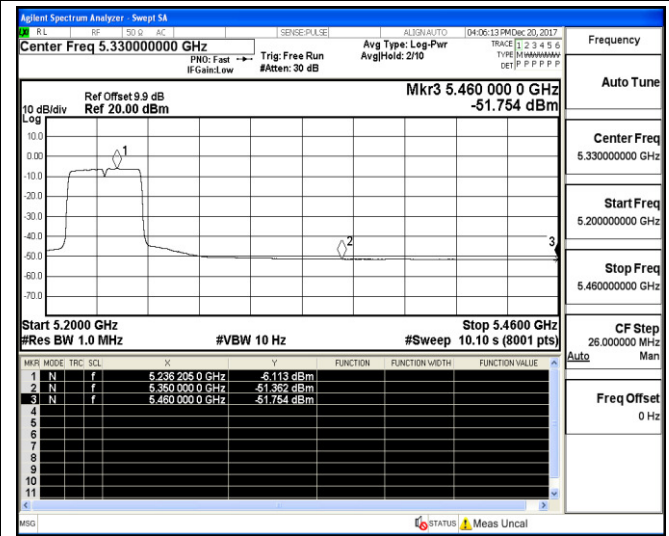 Agilent Spectrum Analyzer - Swept SA
RL RF 50 Ω AC SENSE:PULSE ALIGNAUTO 04:06:13 PM Dec 20, 2017
Center Freq 5.330000000 GHz
PNO: Fast
IFGain:Low
Trig: Free Run
#Atten: 30 dB
Avg Type: Log-Pwr
Avg|Hold: 2/10
TRACE 1 2 3 4 5 6
TYPE MWWWWW
DET P P P P P P
Ref Offset 9.9 dB
10 dB/div Ref 20.00 dBm
Log
Mkr3 5.460 000 0 GHz
-51.754 dBm
10.0
0.00
-10.0
-20.0
-30.0
-40.0
-50.0
-60.0
-70.0
1
2
3
Start 5.2000 GHz Stop 5.4600 GHz
#Res BW 1.0 MHz #VBW 10 Hz #Sweep 10.10 s (8001 pts)
MKR MODE TRC SCL X Y FUNCTION FUNCTION WIDTH FUNCTION VALUE
1 N f 5.236 205 0 GHz -6.113 dBm
2 N f 5.350 000 0 GHz -51.362 dBm
3 N f 5.460 000 0 GHz -51.754 dBm
4
5
6
7
8
9
10
11
MSG STATUS Meas Uncal
Frequency
Auto Tune
Center Freq
5.330000000 GHz
Start Freq
5.200000000 GHz
Stop Freq
5.460000000 GHz
CF Step
26.000000 MHz
Auto Man
Freq Offset
0 Hz